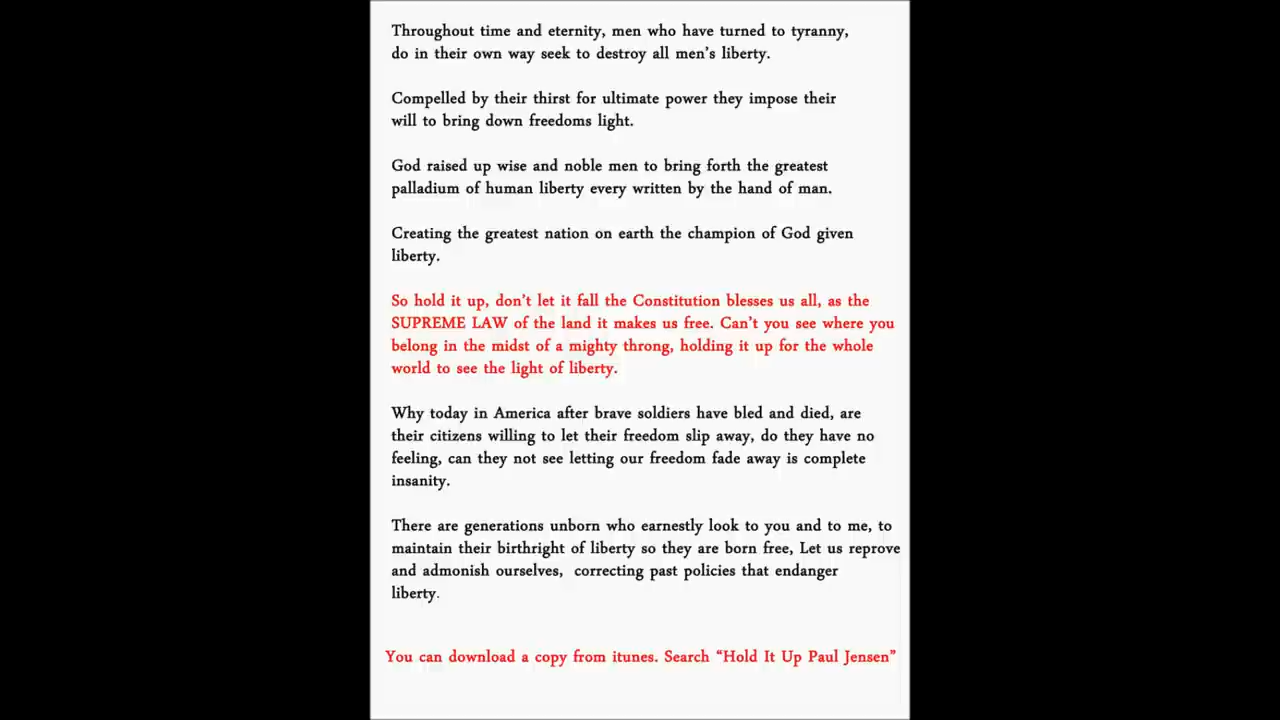 Throughout time and eternity, men who have turned to tyranny,
do in their own way seek to destroy all men's liberty.
Compelled by their thirst for ultimate power they impose their
will to bring down freedoms light.
God raised up wise and noble men to bring forth the greatest
palladium of human liberty every written by the hand of man.
Creating the greatest nation on earth the champion of God given
liberty.
So hold it up, don't let it fall the Constitution blesses us all, as the
SUPREME LAW of the land it makes us free. Can't you see where you
belong in the midst of a mighty throng, holding it up for the whole
world to see the light of liberty.
Why today in America after brave soldiers have bled and died, are
their citizens willing to let their freedom slip away, do they have no
feeling, can they not see letting our freedom fade away is complete
insanity.
There are generations unborn who earnestly look to you and to me, to
maintain their birthright of liberty so they are born free, Let us reprove
and admonish ourselves,  correcting past policies that endanger
liberty.
You can download a copy from itunes. Search “Hold It Up Paul Jensen”